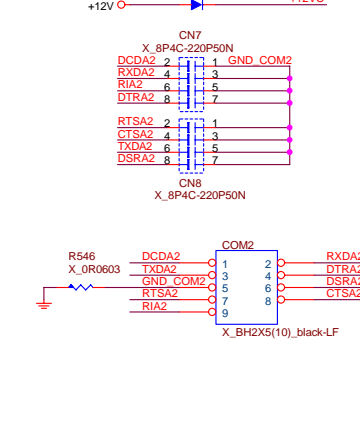 +12V
CN7
X_8P4C-220P50N
DCDA2 2 1 GND_COM2
RXDA2 4 3
RIA2 6 5
DTRA2 8 7
RTSA2 2 1
CTSA2 4 3
TXDA2 6 5
DSRA2 8 7
CN8
X_8P4C-220P50N
COM2
R546
X_0R0603
DCDA2 1 2 RXDA2
TXDA2 3 4 DTRA2
GND_COM2 5 6 DSRA2
RTSA2 7 8 CTSA2
RIA2 9
X_BH2X5(10)_black-LF